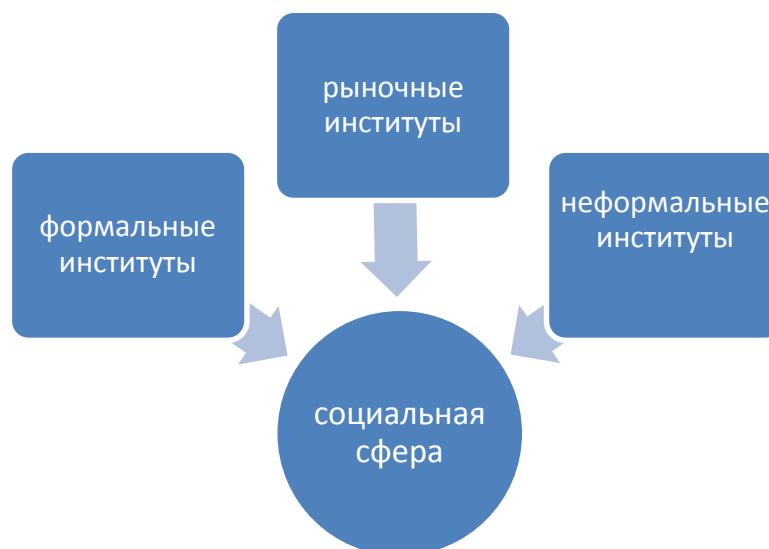 рыночные
институты
формальные
институты
неформальные
институты
социальная
сфера